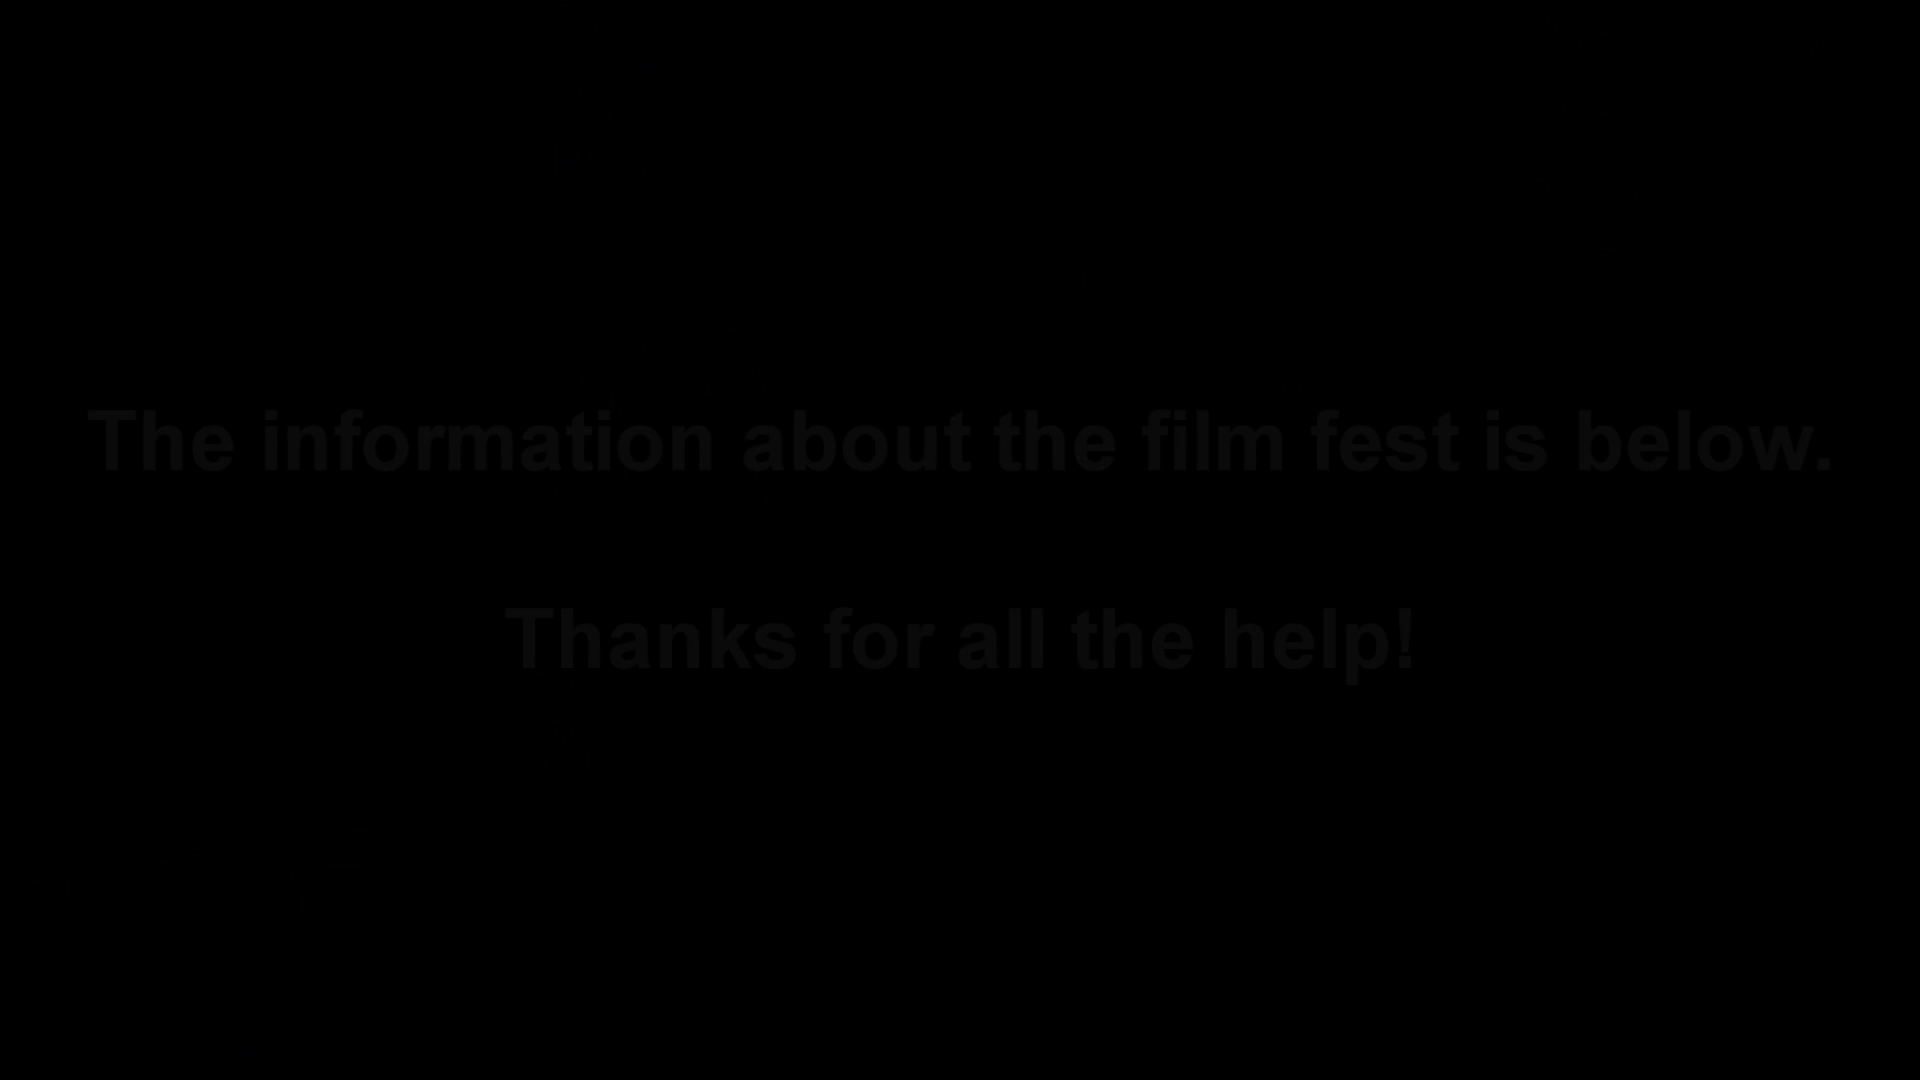 The information about the film fest is below.
Thanks for all the help!